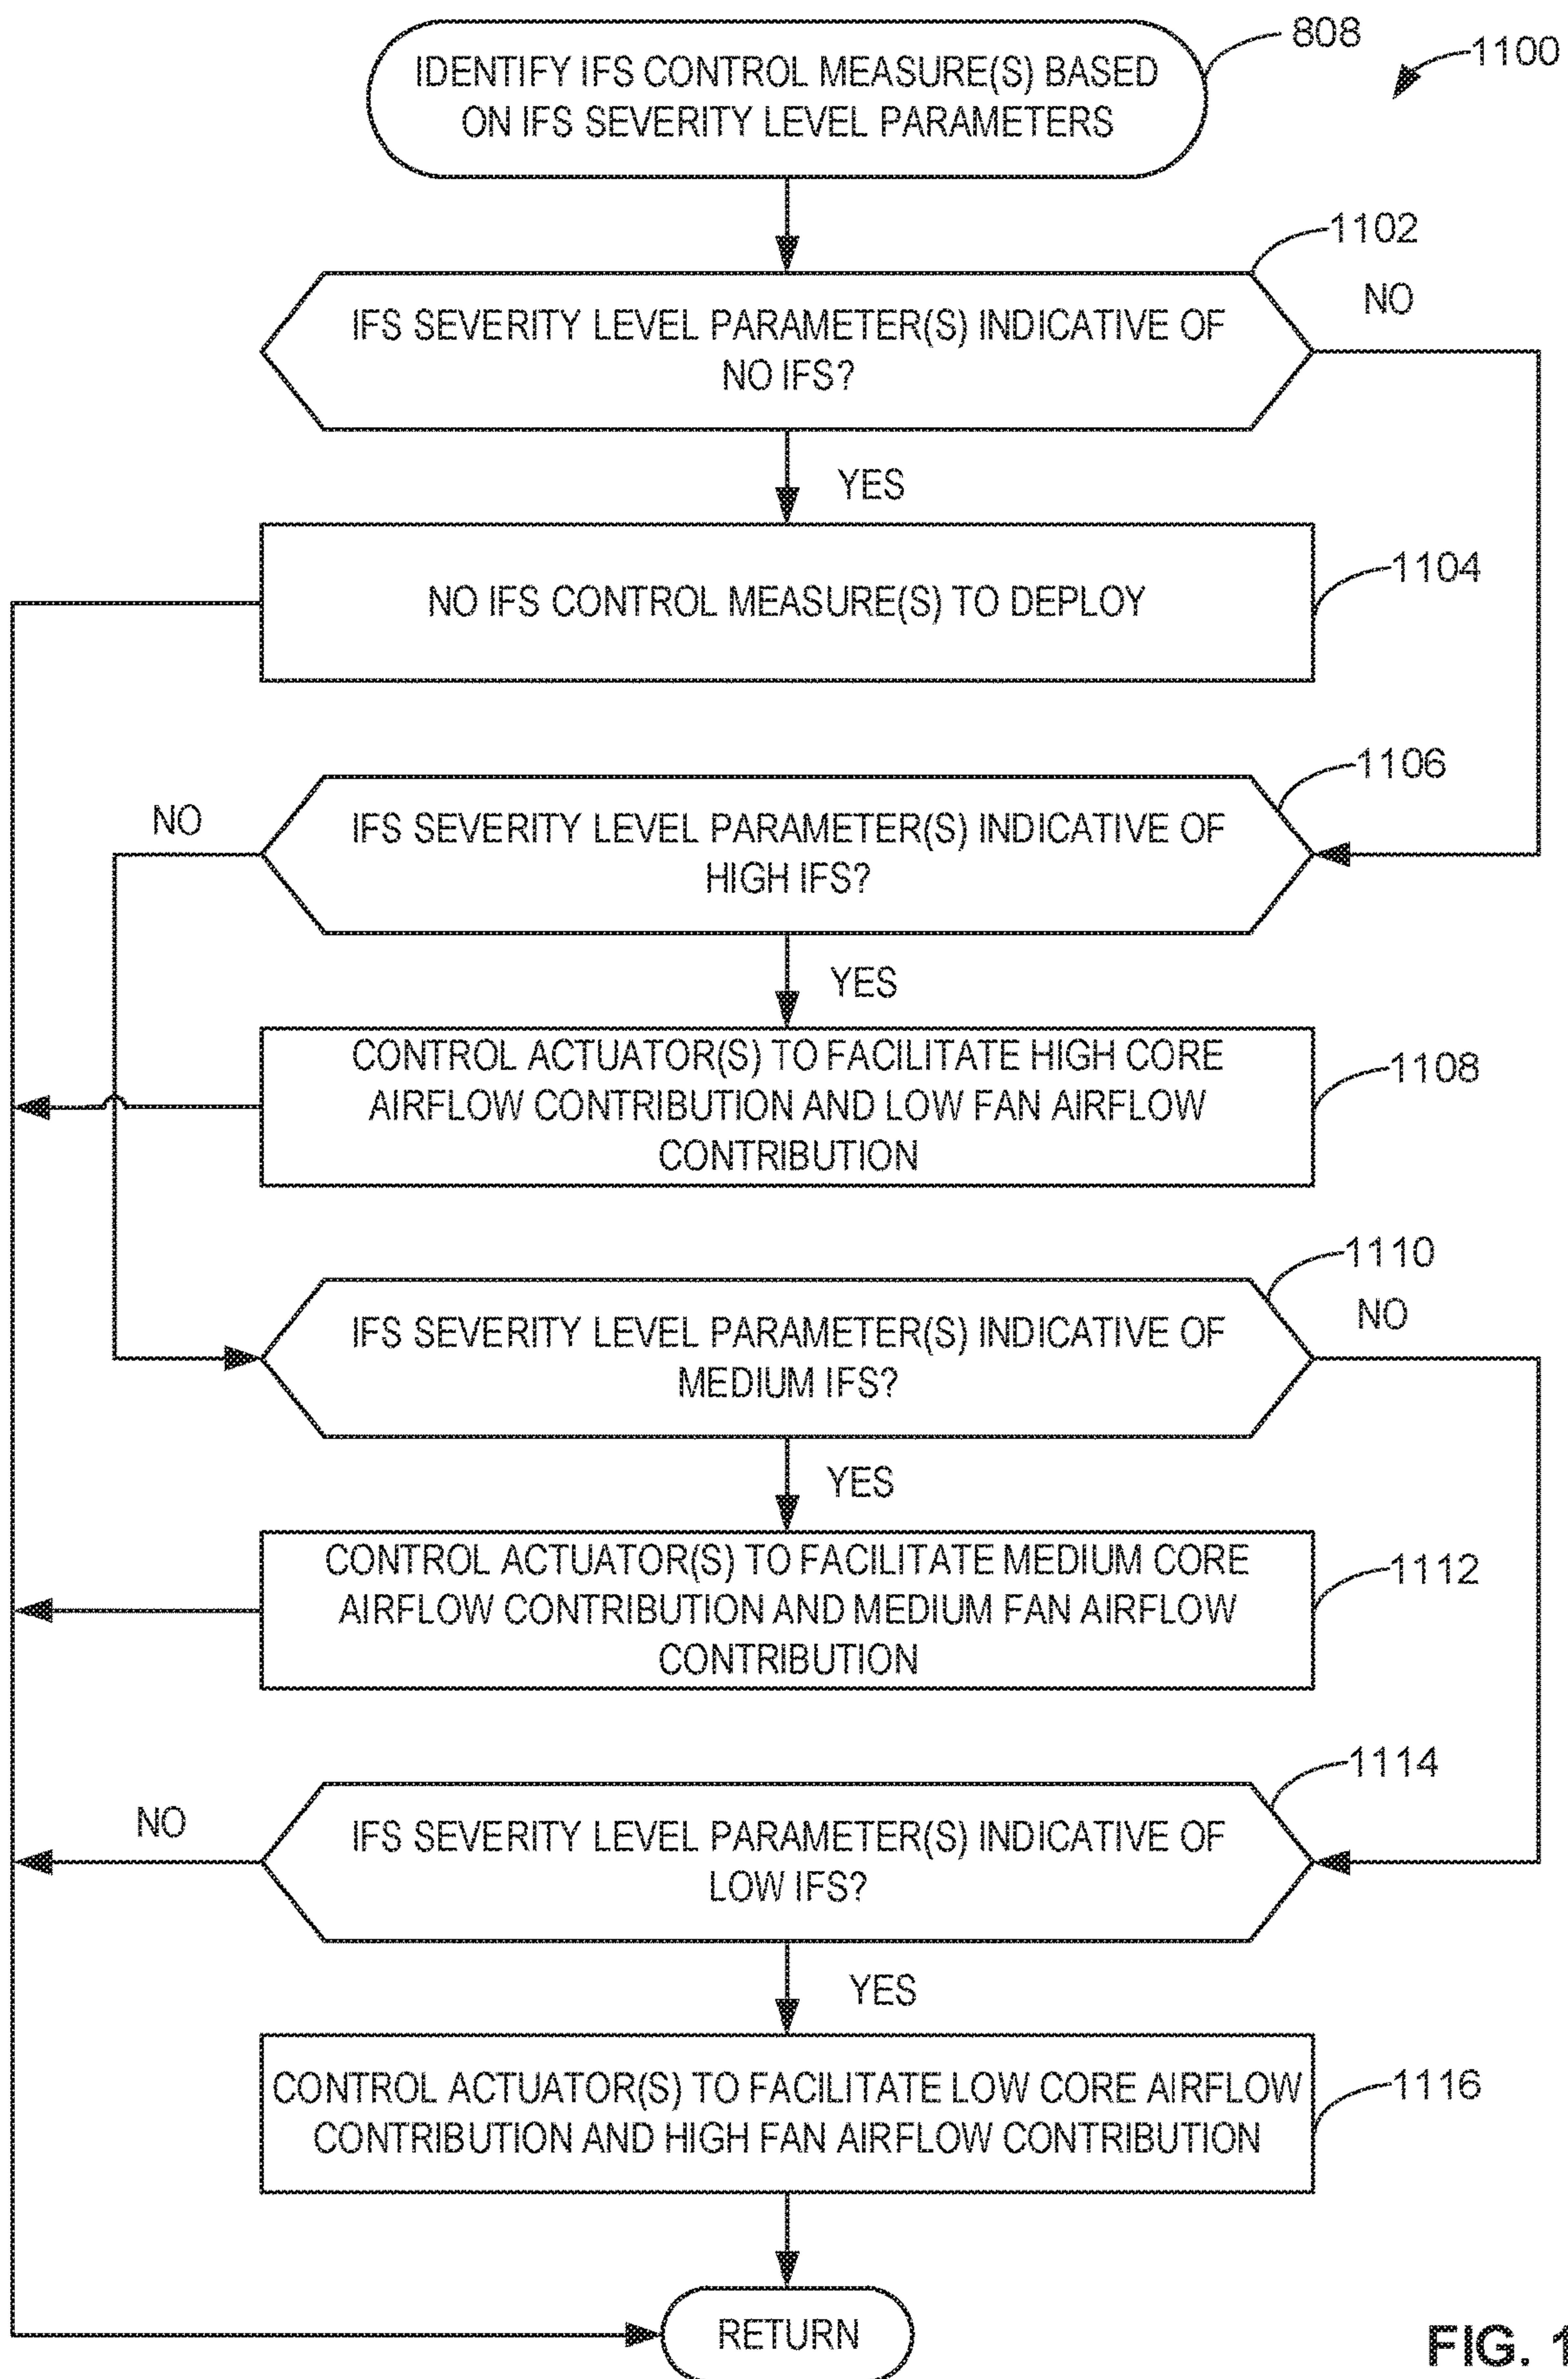 IDENTIFY IFS CONTROL MEASURE(S) BASED
ON IFS SEVERITY LEVEL PARAMETERS
808
1100
1102
NO
IFS SEVERITY LEVEL PARAMETER(S) INDICATIVE OF
NO IFS?
YES
NO IFS CONTROL MEASURE(S) TO DEPLOY
1104
1106
NO
IFS SEVERITY LEVEL PARAMETER(S) INDICATIVE OF
HIGH IFS?
YES
CONTROL ACTUATOR(S) TO FACILITATE HIGH CORE
AIRFLOW CONTRIBUTION AND LOW FAN AIRFLOW
CONTRIBUTION
1108
1110
NO
IFS SEVERITY LEVEL PARAMETER(S) INDICATIVE OF
MEDIUM IFS?
YES
CONTROL ACTUATOR(S) TO FACILITATE MEDIUM CORE
AIRFLOW CONTRIBUTION AND MEDIUM FAN AIRFLOW
CONTRIBUTION
1112
1114
NO
IFS SEVERITY LEVEL PARAMETER(S) INDICATIVE OF
LOW IFS?
YES
CONTROL ACTUATOR(S) TO FACILITATE LOW CORE AIRFLOW
CONTRIBUTION AND HIGH FAN AIRFLOW CONTRIBUTION
1116
RETURN
FIG. 1